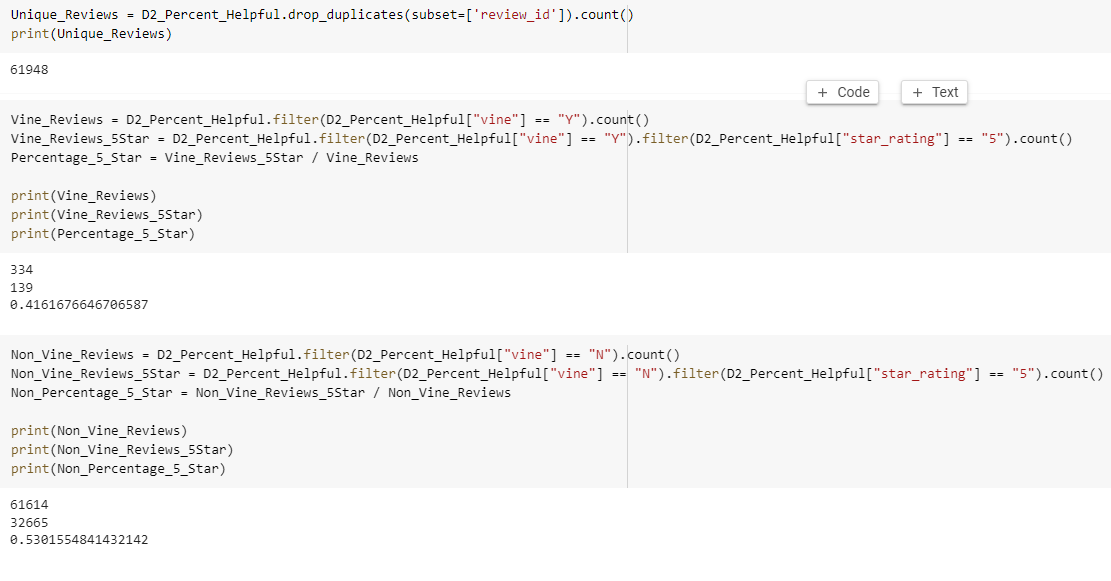 Unique_Reviews = D2_Percent_Helpful.drop_duplicates(subset=['review_id']).count()
print(Unique_Reviews)
61948
+ Code
+ Text
Vine_Reviews = D2_Percent_Helpful.filter(D2_Percent_Helpful["vine"] == "Y").count()
Vine_Reviews_5Star = D2_Percent_Helpful.filter(D2_Percent_Helpful["vine"] == "Y").filter(D2_Percent_Helpful["star_rating"] == "5").count()
Percentage_5_Star = Vine_Reviews_5Star / Vine_Reviews
print(Vine_Reviews)
print(Vine_Reviews_5Star)
print(Percentage_5_Star)
334
139
0.4161676646706587
Non_Vine_Reviews = D2_Percent_Helpful.filter(D2_Percent_Helpful["vine"] == "N").count()
Non_Vine_Reviews_5Star = D2_Percent_Helpful.filter(D2_Percent_Helpful["vine"] == "N").filter(D2_Percent_Helpful["star_rating"] == "5").count()
Non_Percentage_5_Star = Non_Vine_Reviews_5Star / Non_Vine_Reviews
print(Non_Vine_Reviews)
print(Non_Vine_Reviews_5Star)
print(Non_Percentage_5_Star)
61614
32665
0.5301554841432142